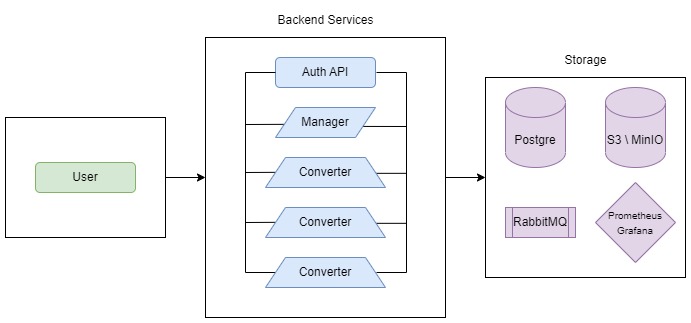 Backend Services
Storage
User
Auth API
Manager
Converter
Converter
Converter
Postgre
S3 \ MinIO
RabbitMQ
Prometheus
Grafana